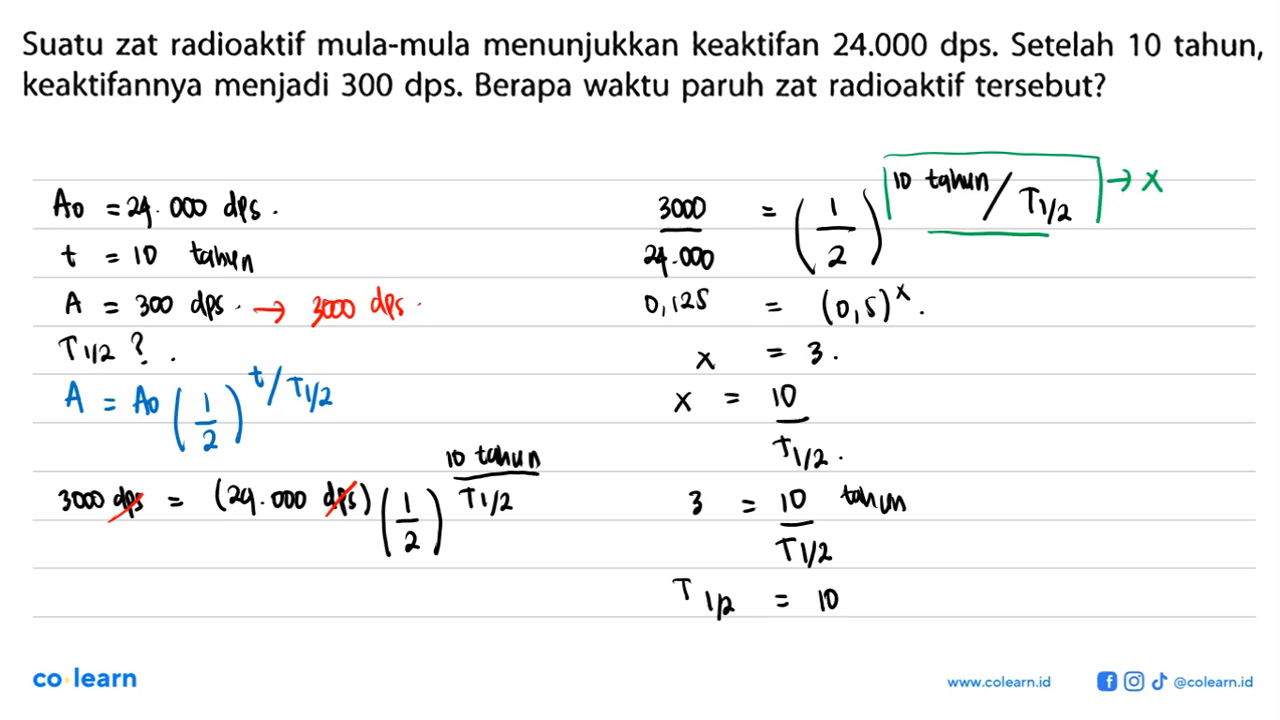 Suatu zat radioaktif mula-mula menunjukkan keaktifan 24.000 dps. Setelah 10 tahun,
keaktifannya menjadi 300 dps. Berapa waktu paruh zat radioaktif tersebut?
A0 = 24.000 dps.
t = 10 tahun
A = 300 dps. → 3000 dps.
T1/2 ? .
A = A0 (1/2)^t/T1/2
3000 dps = (24.000 dps) (1/2)^10 tahun/T1/2
3000/24.000 = (1/2)^10 tahun/T1/2 → x
0,125 = (0,5)^x.
x = 3.
x = 10/T1/2.
3 = 10/T1/2 tahun
T1/2 = 10
co·learn
www.colearn.id
@colearn.id